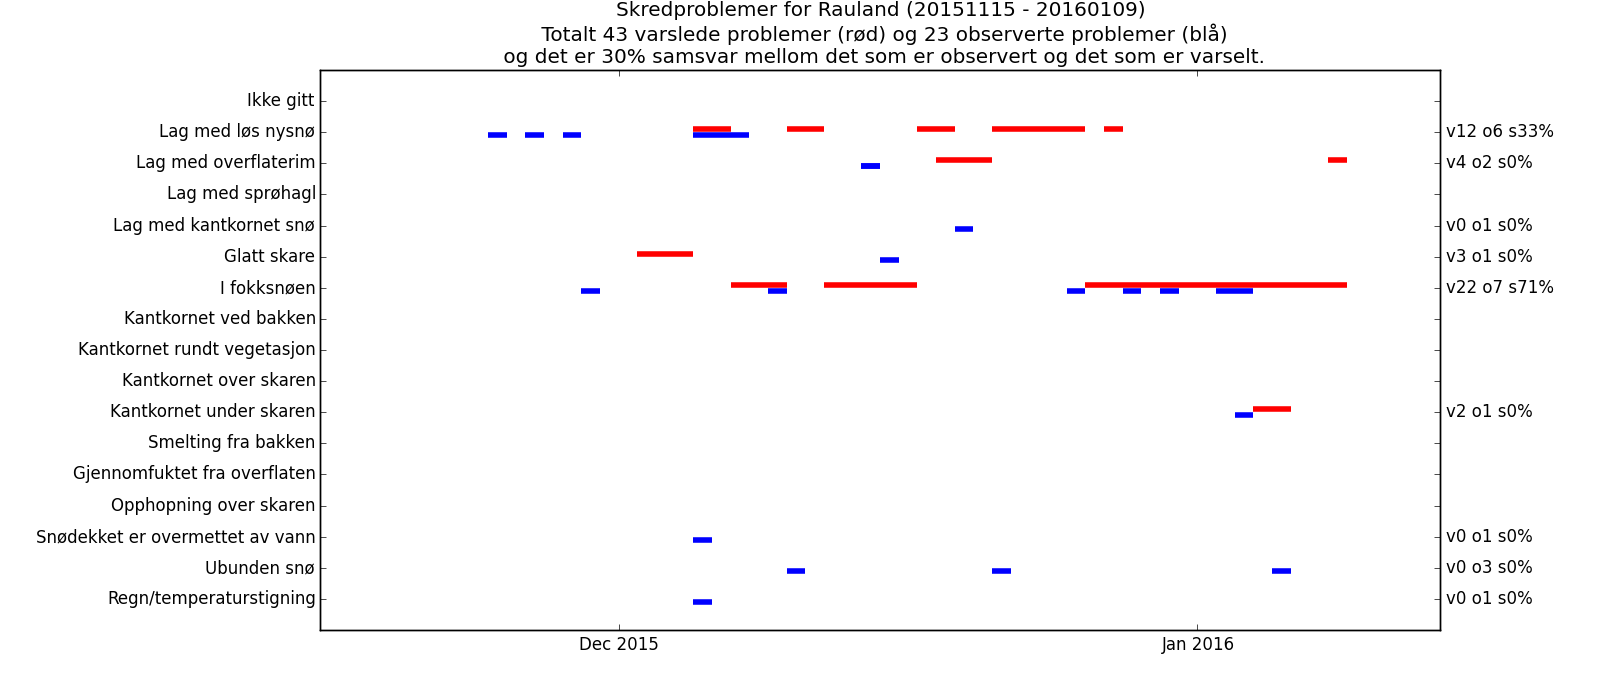 Skredproblemer for Rauland (20151115 - 20160109)
Totalt 43 varslede problemer (rød) og 23 observerte problemer (blå)
og det er 30% samsvar mellom det som er observert og det som er varselt.
Ikke gitt
Lag med løs nysnø v12 o6 s33%
Lag med overflaterim v4 o2 s0%
Lag med sprøhagl
Lag med kantkornet snø v0 o1 s0%
Glatt skare v3 o1 s0%
I fokksnøen v22 o7 s71%
Kantkornet ved bakken
Kantkornet rundt vegetasjon
Kantkornet over skaren
Kantkornet under skaren v2 o1 s0%
Smelting fra bakken
Gjennomfuktet fra overflaten
Opphopning over skaren
Snødekket er overmettet av vann v0 o1 s0%
Ubunden snø v0 o3 s0%
Regn/temperaturstigning v0 o1 s0%
Dec 2015 Jan 2016